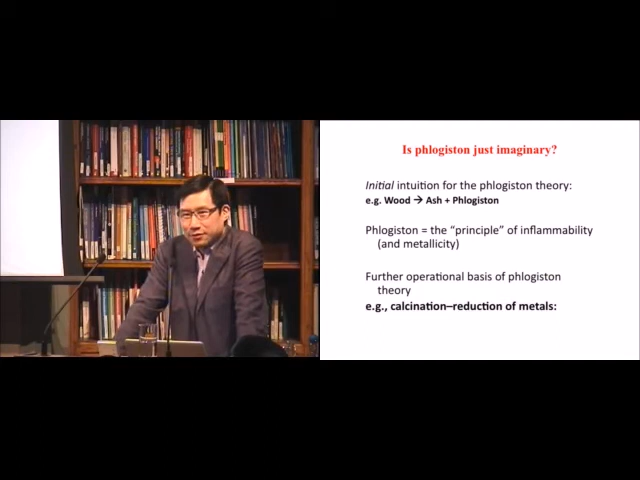 Is phlogiston just imaginary?
Initial intuition for the phlogiston theory:
e.g. Wood → Ash + Phlogiston
Phlogiston = the “principle” of inflammability
(and metallicity)
Further operational basis of phlogiston
theory
e.g., calcination–reduction of metals: